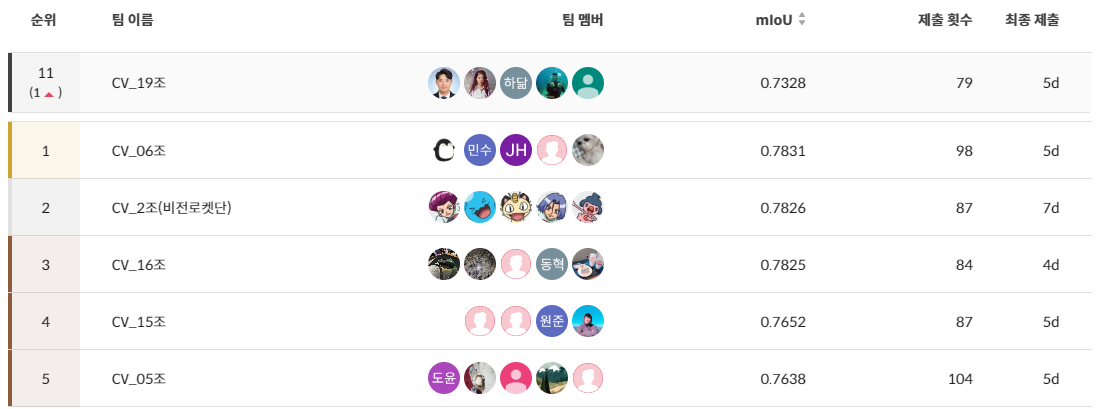 순위 팀 이름 팀 멤버 mIoU 제출 횟수 최종 제출
11 (1 ▲ ) CV_19조 하닮 0.7328 79 5d
1 CV_06조 민수 JH 0.7831 98 5d
2 CV_2조(비전로켓단) 0.7826 87 7d
3 CV_16조 동혁 0.7825 84 4d
4 CV_15조 원준 0.7652 87 5d
5 CV_05조 도윤 0.7638 104 5d